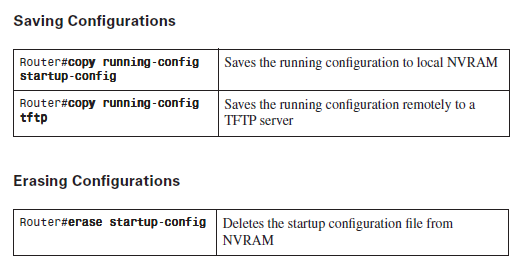 Saving Configurations
Router#copy running-config Saves the running configuration to local NVRAM
startup-config
Router#copy running-config Saves the running configuration remotely to a
tftp TFTP server
Erasing Configurations
Router#erase startup-config Deletes the startup configuration file from
NVRAM